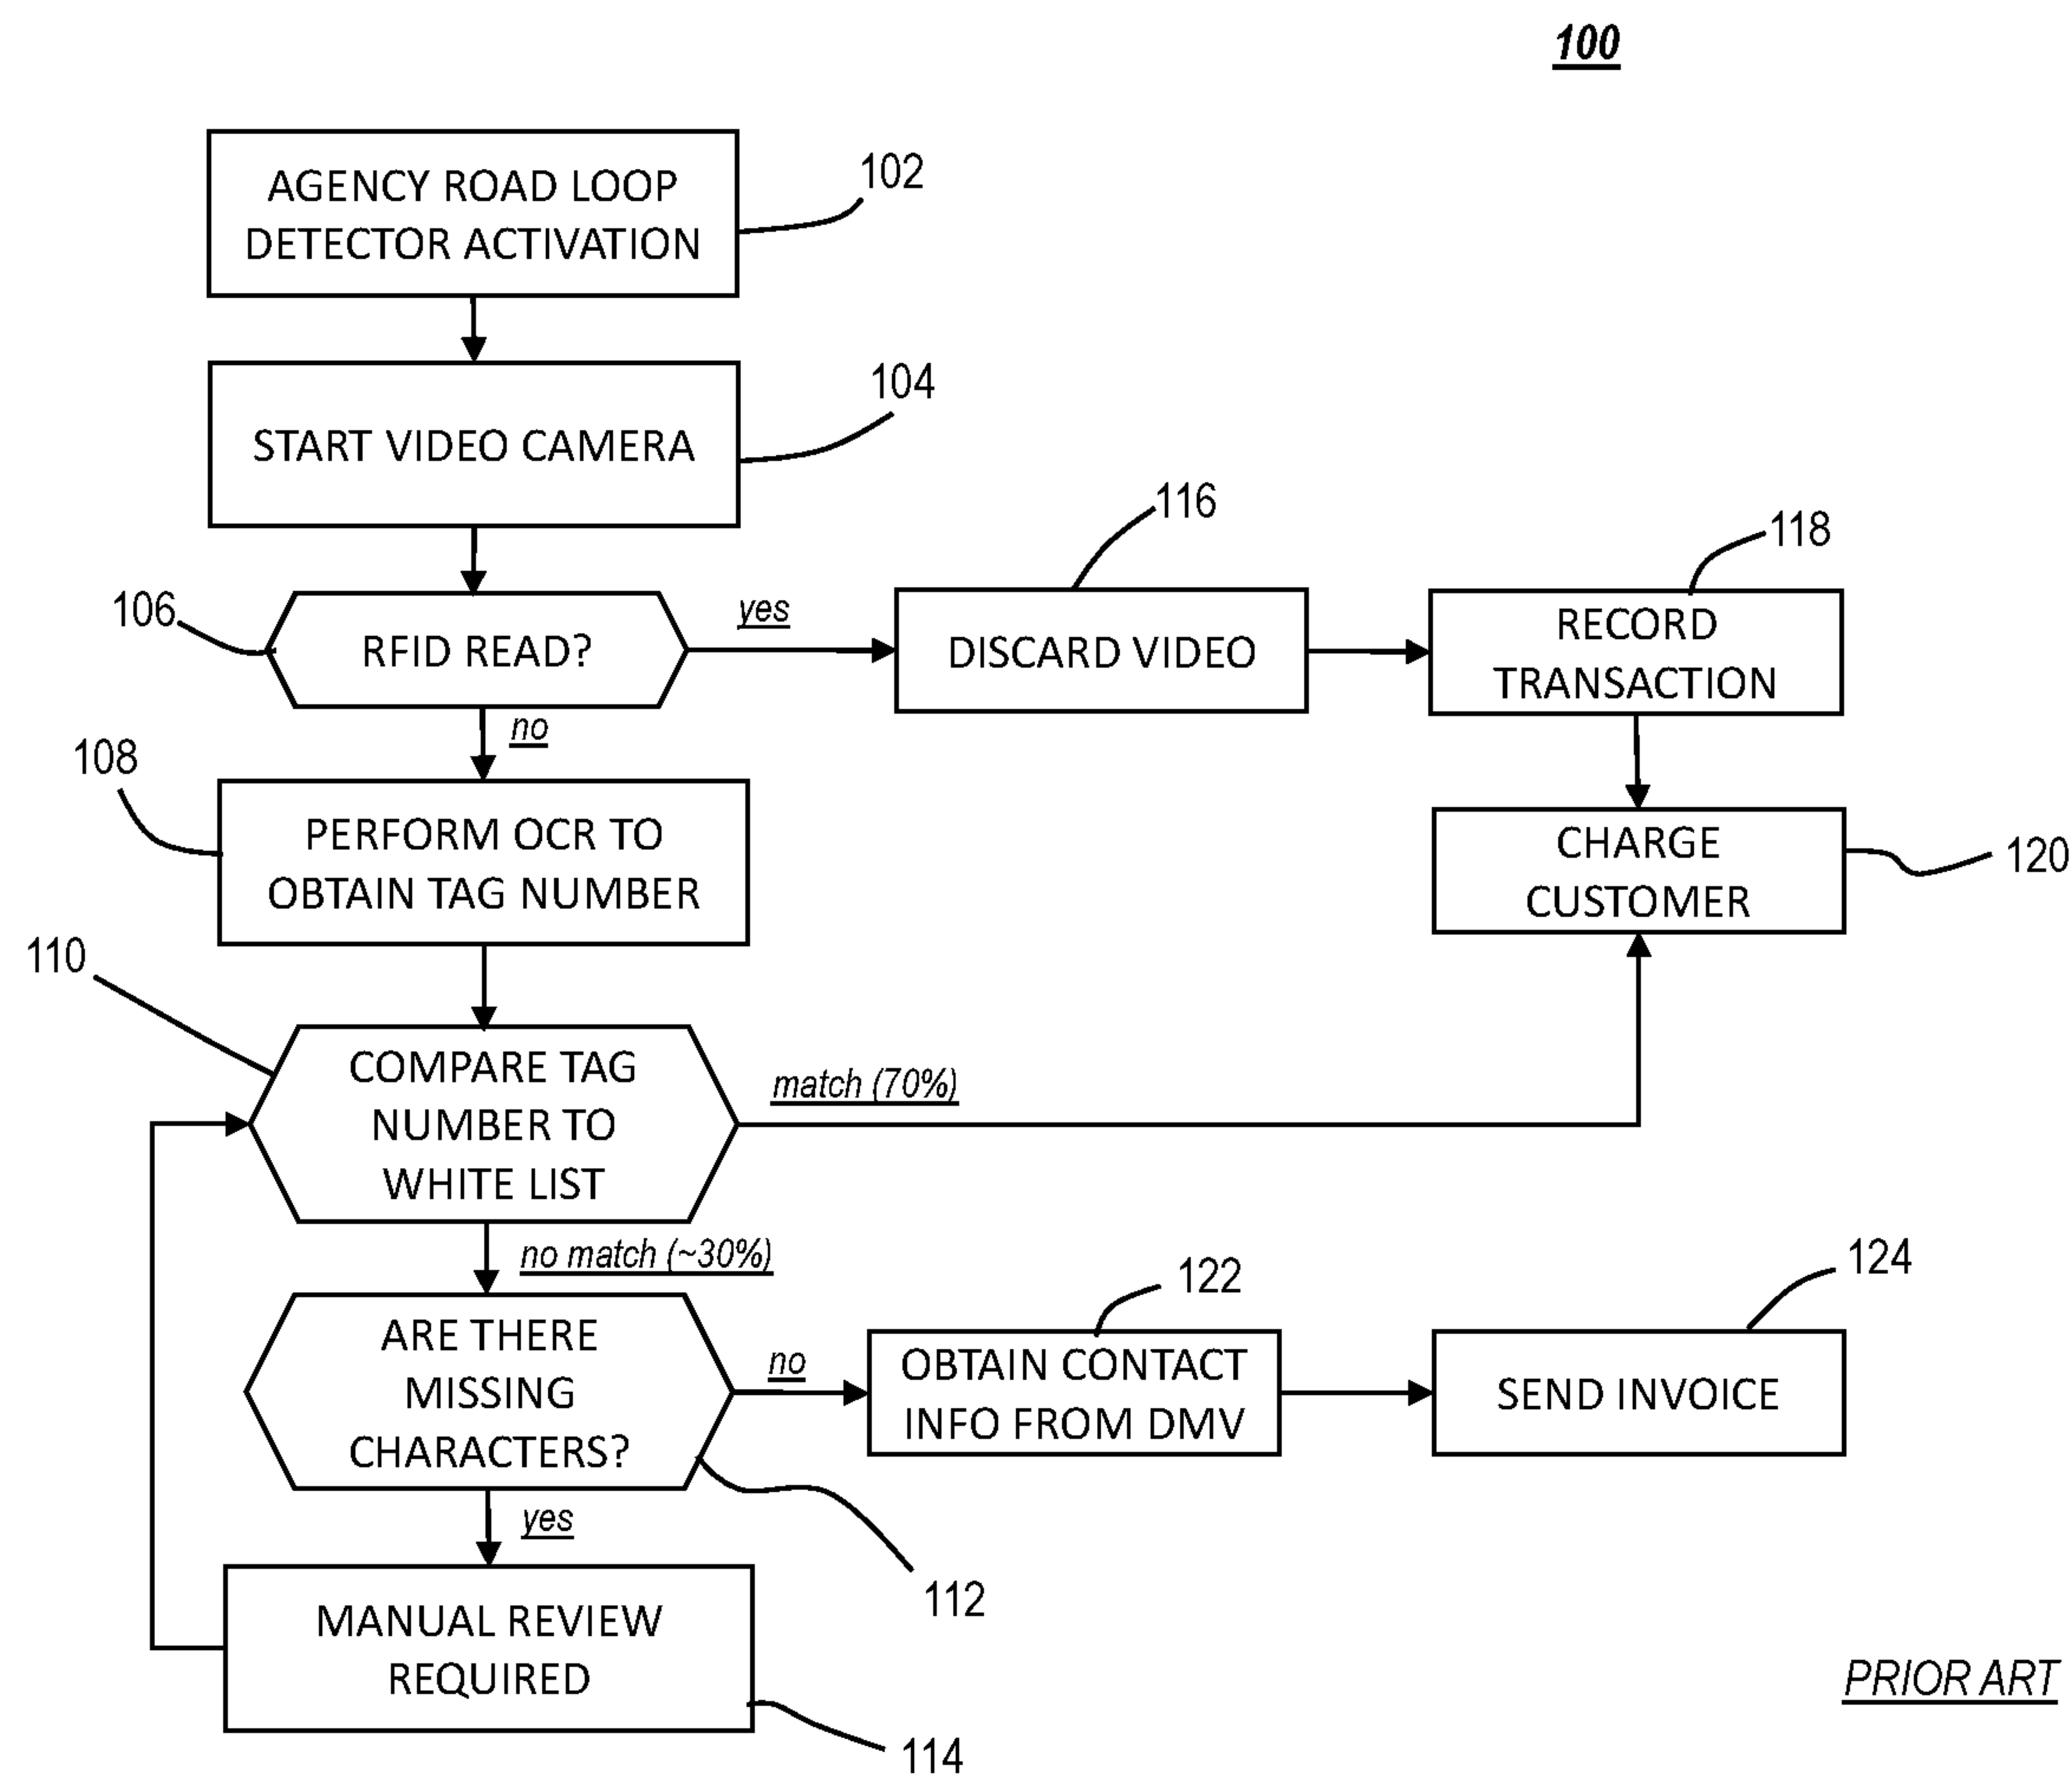 100
AGENCY ROAD LOOP
DETECTOR ACTIVATION
102
START VIDEO CAMERA
104
116
118
106
RFID READ?
yes
DISCARD VIDEO
RECORD
TRANSACTION
no
108
PERFORM OCR TO
OBTAIN TAG NUMBER
CHARGE
CUSTOMER
120
110
COMPARE TAG
NUMBER TO
WHITE LIST
match (70%)
no match (~30%)
122
124
ARE THERE
MISSING
CHARACTERS?
no
OBTAIN CONTACT
INFO FROM DMV
SEND INVOICE
yes
112
MANUAL REVIEW
REQUIRED
114
PRIOR ART